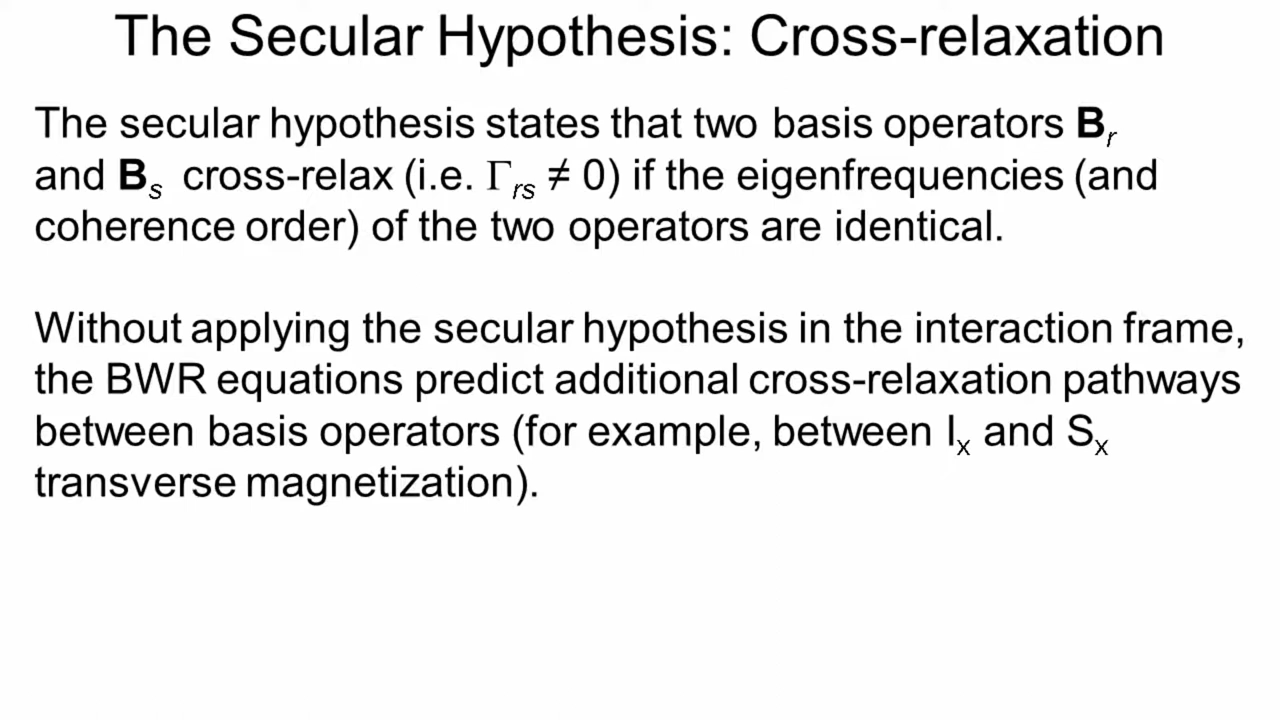 The Secular Hypothesis: Cross-relaxation
The secular hypothesis states that two basis operators Br
and Bs cross-relax (i.e. Γrs ≠ 0) if the eigenfrequencies (and
coherence order) of the two operators are identical.
Without applying the secular hypothesis in the interaction frame,
the BWR equations predict additional cross-relaxation pathways
between basis operators (for example, between Ix and Sx
transverse magnetization).